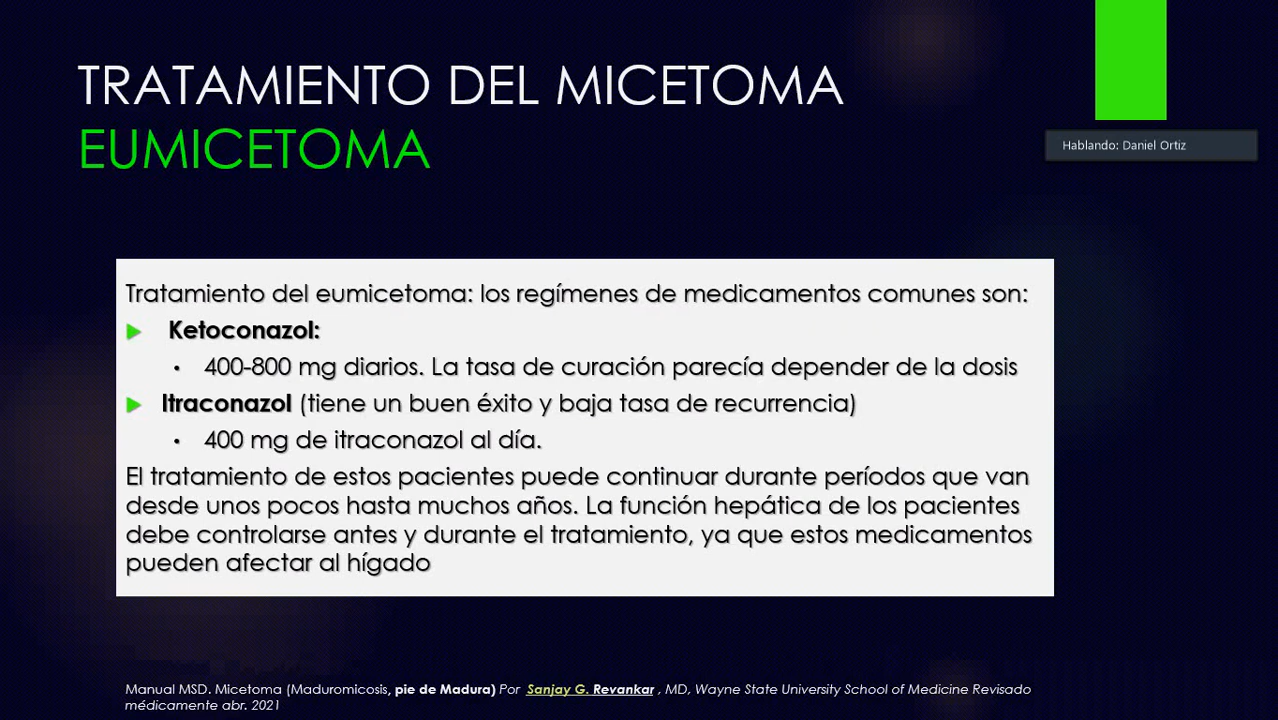 TRATAMIENTO DEL MICETOMA
EUMICETOMA
Hablando: Daniel Ortiz
Tratamiento del eumicetoma: los regímenes de medicamentos comunes son:
Ketoconazol:
• 400-800 mg diarios. La tasa de curación parecía depender de la dosis
Itraconazol (tiene un buen éxito y baja tasa de recurrencia)
• 400 mg de itraconazol al día.
El tratamiento de estos pacientes puede continuar durante períodos que van
desde unos pocos hasta muchos años. La función hepática de los pacientes
debe controlarse antes y durante el tratamiento, ya que estos medicamentos
pueden afectar al hígado
Manual MSD. Micetoma (Maduromicosis, pie de Madura) Por Sanjay G. Revankar , MD, Wayne State University School of Medicine Revisado
médicamente abr. 2021